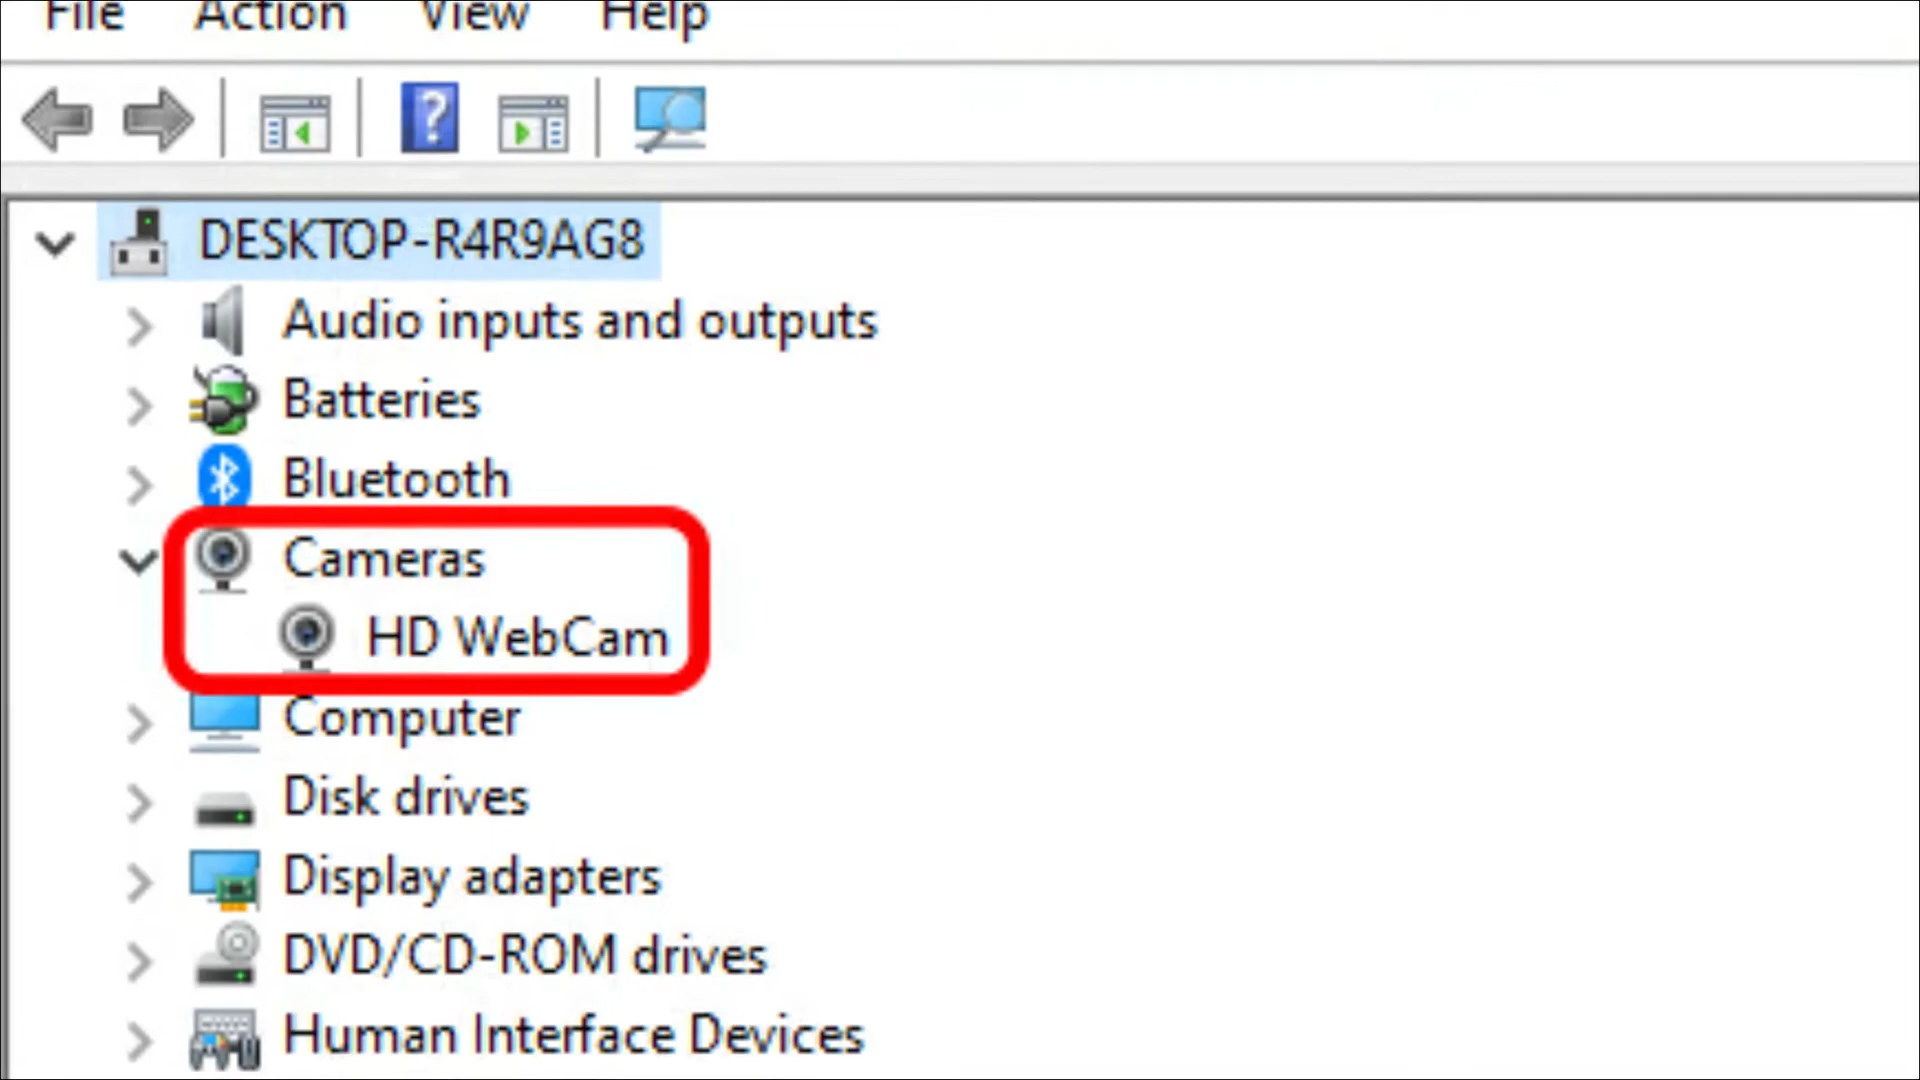 File Action View Help
DESKTOP-R4R9AG8
Audio inputs and outputs
Batteries
Bluetooth
Cameras
HD WebCam
Computer
Disk drives
Display adapters
DVD/CD-ROM drives
Human Interface Devices